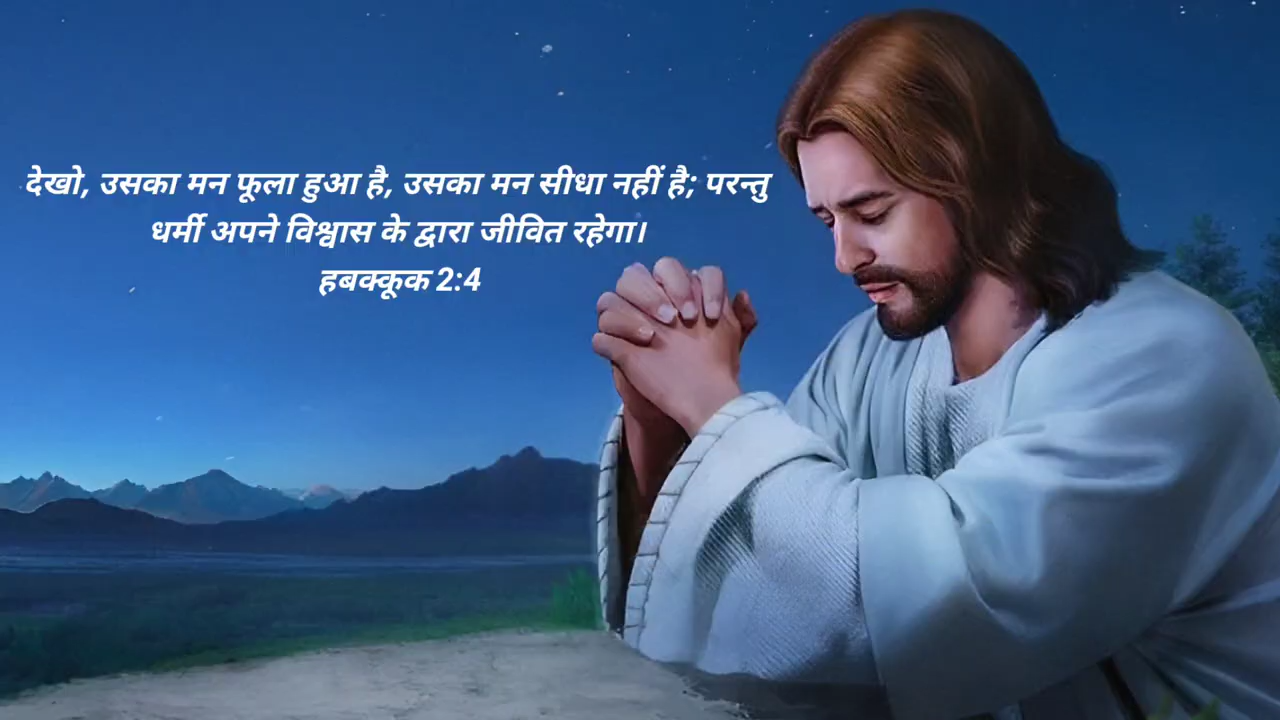 देखो, उसका मन फूला हुआ है, उसका मन सीधा नहीं है; परन्तु
धर्मी अपने विश्वास के द्वारा जीवित रहेगा।
हबक्कूक 2:4